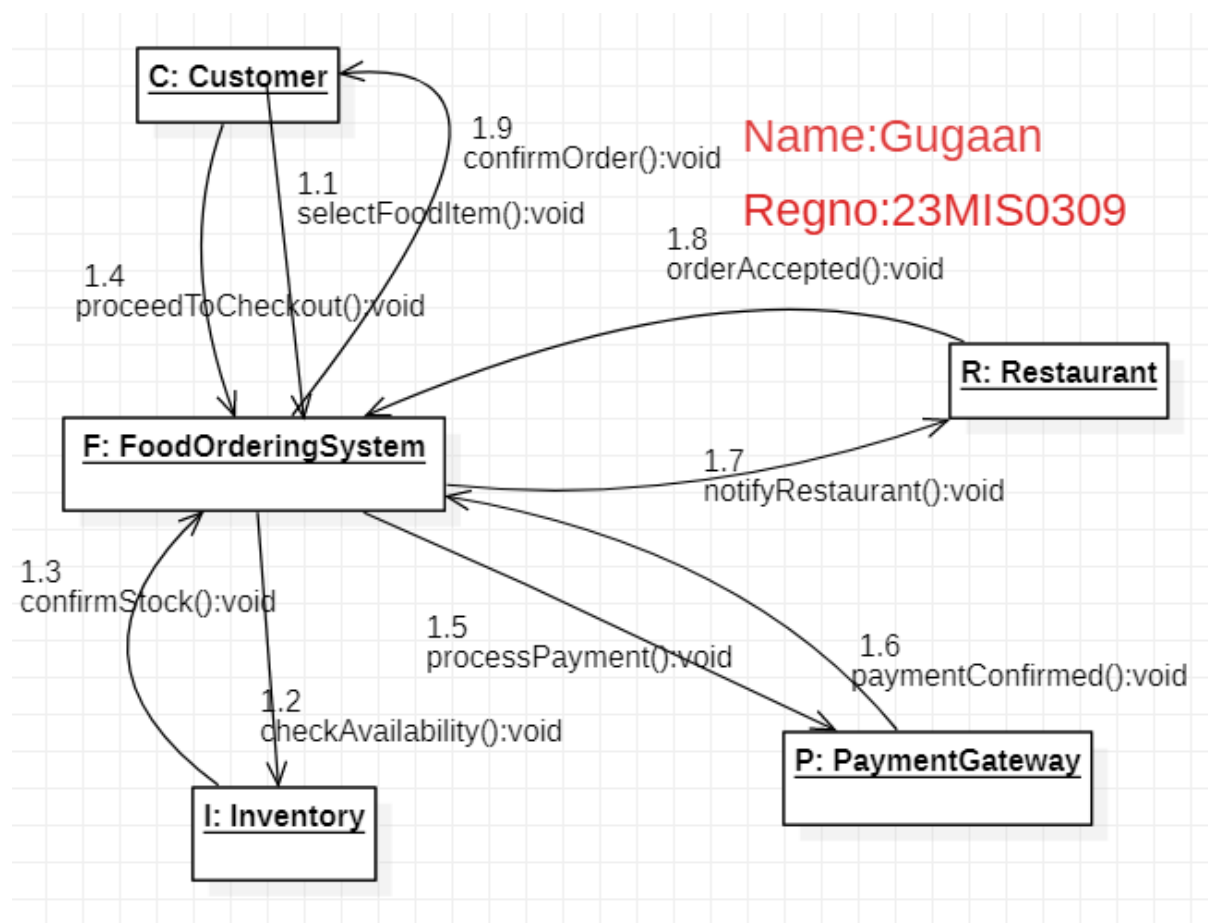 C: Customer
1.9
confirmOrder():void
Name:Gugaan
1.1
selectFoodItem():void
Regno:23MIS0309
1.8
orderAccepted():void
1.4
proceedToCheckout():void
R: Restaurant
F: FoodOrderingSystem
1.7
notifyRestaurant():void
1.3
confirmStock():void
1.5
processPayment():void
1.6
paymentConfirmed():void
1.2
checkAvailability():void
P: PaymentGateway
I: Inventory